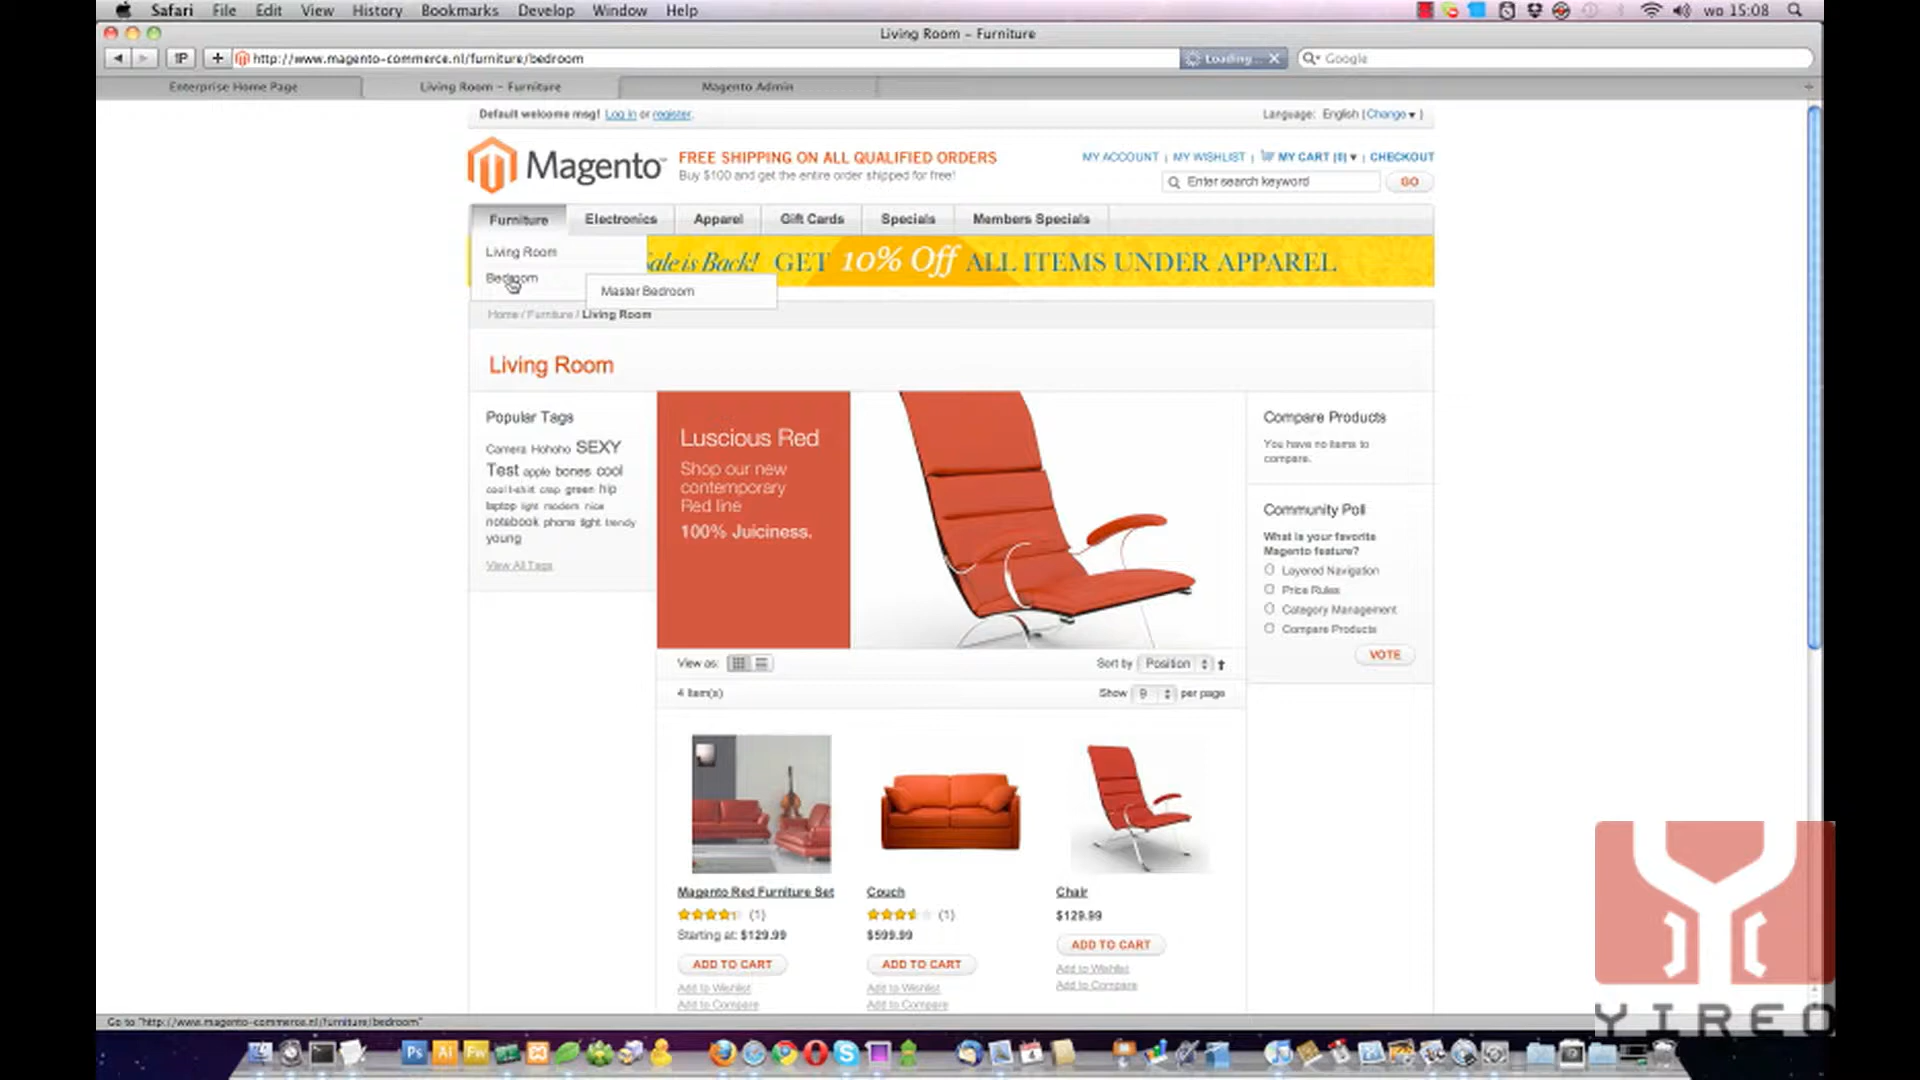 Safari File Edit View History Bookmarks Develop Window Help wo 15:08
Living Room – Furniture
1P + http://www.magento-commerce.nl/furniture/bedroom Loading... Google
Enterprise Home Page Living Room – Furniture Magento Admin
Default welcome msg! Log in or register. Language: English [Change ]
Magento FREE SHIPPING ON ALL QUALIFIED ORDERS
Buy $100 and get the entire order shipped for free!
MY ACCOUNT | MY WISHLIST | MY CART [0] | CHECKOUT
Enter search keyword GO
Furniture Electronics Apparel Gift Cards Specials Members Specials
Living Room
Bedroom
Master Bedroom
Sale is Back! GET 10% Off ALL ITEMS UNDER APPAREL
Home / Furniture / Living Room
Living Room
Popular Tags
Camera Hohoho SEXY
Test apple bones cool
cool t-shirt crap green hip
laptop light modern nice
notebook phone tight trendy
young
View All Tags
Luscious Red
Shop our new
contemporary
Red line
100% Juiciness.
Compare Products
You have no items to
compare.
Community Poll
What is your favorite
Magento feature?
Layered Navigation
Price Rules
Category Management
Compare Products
VOTE
View as: Sort by Position
4 Item(s) Show 9 per page
Magento Red Furniture Set
(1)
Starting at: $129.99
ADD TO CART
Add to Wishlist
Add to Compare
Couch
(1)
$599.99
ADD TO CART
Add to Wishlist
Add to Compare
Chair
$129.99
ADD TO CART
Add to Wishlist
Add to Compare
Go to "http://www.magento-commerce.nl/furniture/bedroom"
YIREO
Ps Ai Fw